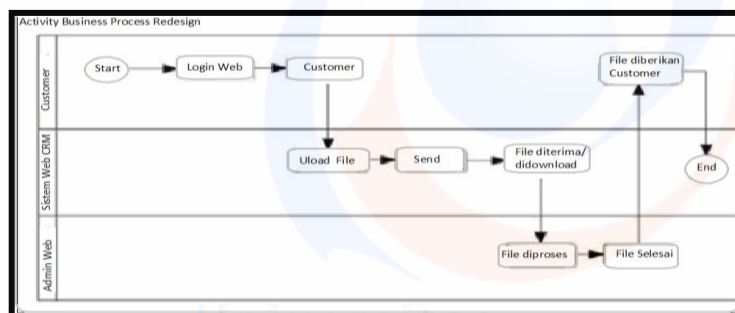 Activity Business Process Redesign
Customer
Start
Login Web
Customer
File diberikan
Customer
Sistem Web CRM
Uload File
Send
File diterima/
didownload
End
Admin Web
File diproses
File Selesai